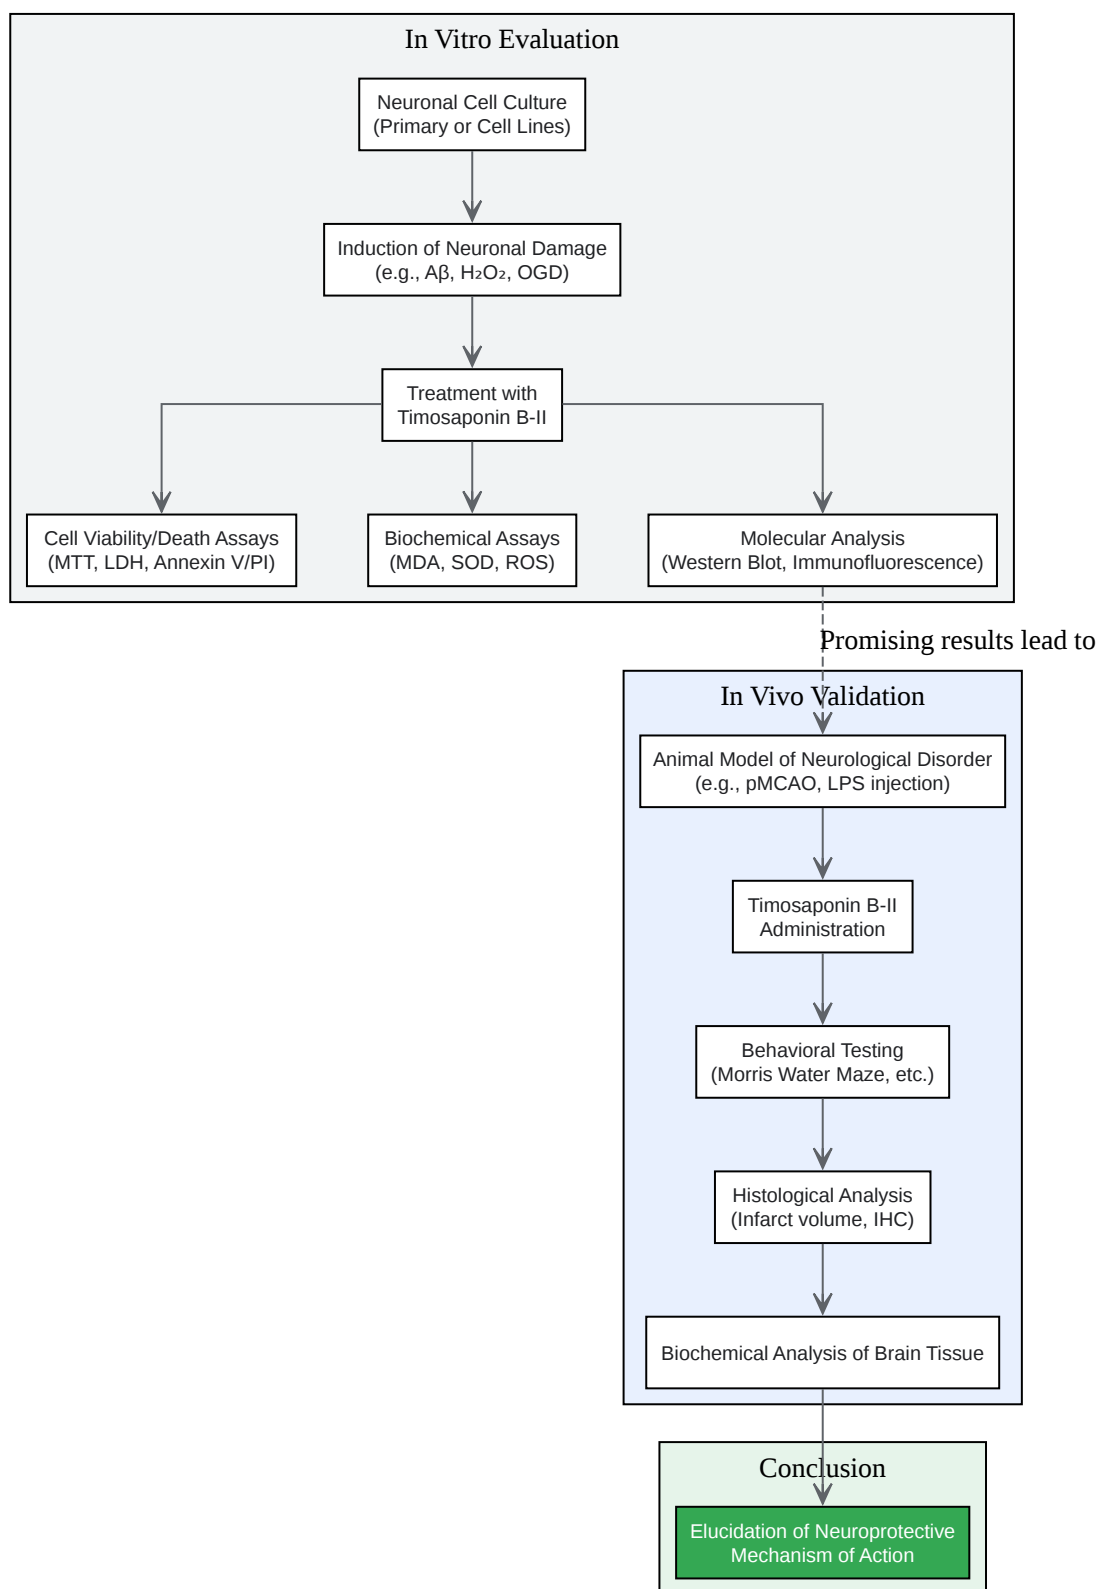 In Vitro Evaluation
Neuronal Cell Culture
(Primary or Cell Lines)
Induction of Neuronal Damage
(e.g., Aβ, H₂O₂, OGD)
Treatment with
Timosaponin B-II
Cell Viability/Death Assays
(MTT, LDH, Annexin V/PI)
Biochemical Assays
(MDA, SOD, ROS)
Molecular Analysis
(Western Blot, Immunofluorescence)
Promising results lead to
In Vivo Validation
Animal Model of Neurological Disorder
(e.g., pMCAO, LPS injection)
Timosaponin B-II
Administration
Behavioral Testing
(Morris Water Maze, etc.)
Histological Analysis
(Infarct volume, IHC)
Biochemical Analysis of Brain Tissue
Conclusion
Elucidation of Neuroprotective
Mechanism of Action